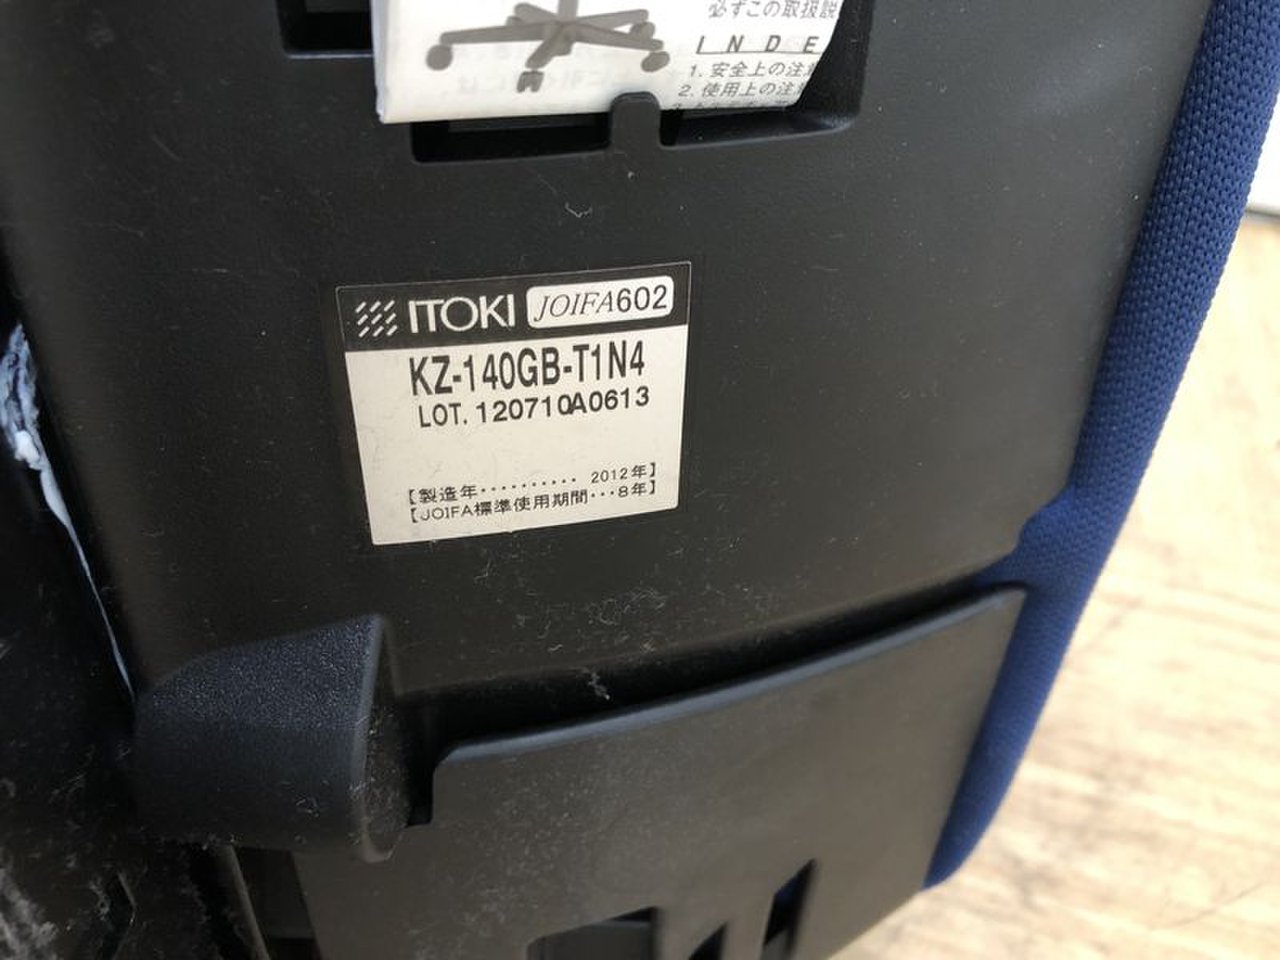 必ずこの取扱説
INDE
1. 安全上の注
2. 使用上の注
ITOKI JOIFA602
KZ-140GB-T1N4
LOT. 120710A0613
【製造年·········· 2012年】
【JOIFA標準使用期間···8年】